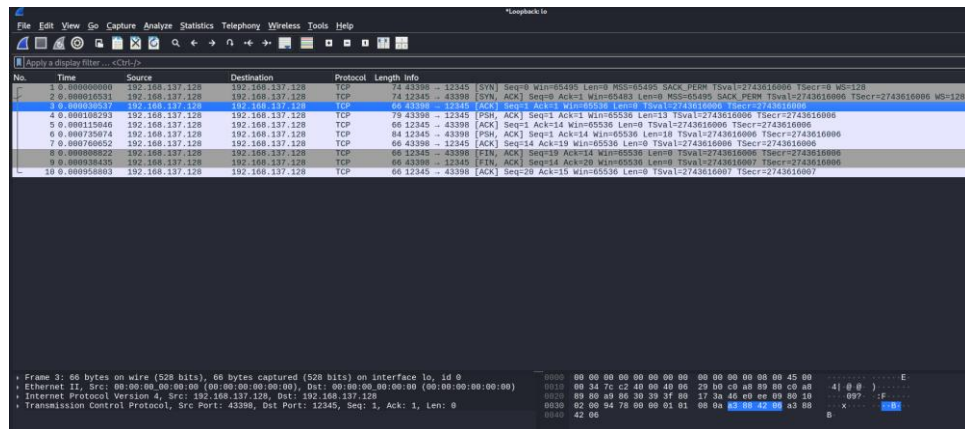 *Loopback: lo
File Edit View Go Capture Analyze Statistics Telephony Wireless Tools Help
Apply a display filter ... <Ctrl-/>
No. Time Source Destination Protocol Length Info
1 0.000000000 192.168.137.128 192.168.137.128 TCP 74 43398 → 12345 [SYN] Seq=0 Win=65495 Len=0 MSS=65495 SACK_PERM TSval=2743616006 TSecr=0 WS=128
2 0.000016531 192.168.137.128 192.168.137.128 TCP 74 12345 → 43398 [SYN, ACK] Seq=0 Ack=1 Win=65483 Len=0 MSS=65495 SACK_PERM TSval=2743616006 TSecr=2743616006 WS=128
3 0.000030537 192.168.137.128 192.168.137.128 TCP 66 43398 → 12345 [ACK] Seq=1 Ack=1 Win=65536 Len=0 TSval=2743616006 TSecr=2743616006
4 0.000108293 192.168.137.128 192.168.137.128 TCP 79 43398 → 12345 [PSH, ACK] Seq=1 Ack=1 Win=65536 Len=13 TSval=2743616006 TSecr=2743616006
5 0.000115046 192.168.137.128 192.168.137.128 TCP 66 12345 → 43398 [ACK] Seq=1 Ack=14 Win=65536 Len=0 TSval=2743616006 TSecr=2743616006
6 0.000735074 192.168.137.128 192.168.137.128 TCP 84 12345 → 43398 [PSH, ACK] Seq=1 Ack=14 Win=65536 Len=18 TSval=2743616006 TSecr=2743616006
7 0.000760652 192.168.137.128 192.168.137.128 TCP 66 43398 → 12345 [ACK] Seq=14 Ack=19 Win=65536 Len=0 TSval=2743616006 TSecr=2743616006
8 0.000808822 192.168.137.128 192.168.137.128 TCP 66 12345 → 43398 [FIN, ACK] Seq=19 Ack=14 Win=65536 Len=0 TSval=2743616006 TSecr=2743616006
9 0.000938435 192.168.137.128 192.168.137.128 TCP 66 43398 → 12345 [FIN, ACK] Seq=14 Ack=20 Win=65536 Len=0 TSval=2743616007 TSecr=2743616006
10 0.000958803 192.168.137.128 192.168.137.128 TCP 66 12345 → 43398 [ACK] Seq=20 Ack=15 Win=65536 Len=0 TSval=2743616007 TSecr=2743616007
Frame 3: 66 bytes on wire (528 bits), 66 bytes captured (528 bits) on interface lo, id 0
Ethernet II, Src: 00:00:00_00:00:00 (00:00:00:00:00:00), Dst: 00:00:00_00:00:00 (00:00:00:00:00:00)
Internet Protocol Version 4, Src: 192.168.137.128, Dst: 192.168.137.128
Transmission Control Protocol, Src Port: 43398, Dst Port: 12345, Seq: 1, Ack: 1, Len: 0
0000 00 00 00 00 00 00 00 00 00 00 00 00 08 00 45 00 ········ ······E·
0010 00 34 7c c2 40 00 40 06 29 b0 c0 a8 89 80 c0 a8 ·4|·@·@· )·······
0020 89 80 a9 86 30 39 3f 80 17 3a 46 e0 ee 09 80 10 ····09?· ·:F·····
0030 02 00 94 78 00 00 01 01 08 0a a3 88 42 06 a3 88 ···x···· ····B···
0040 42 06 B·